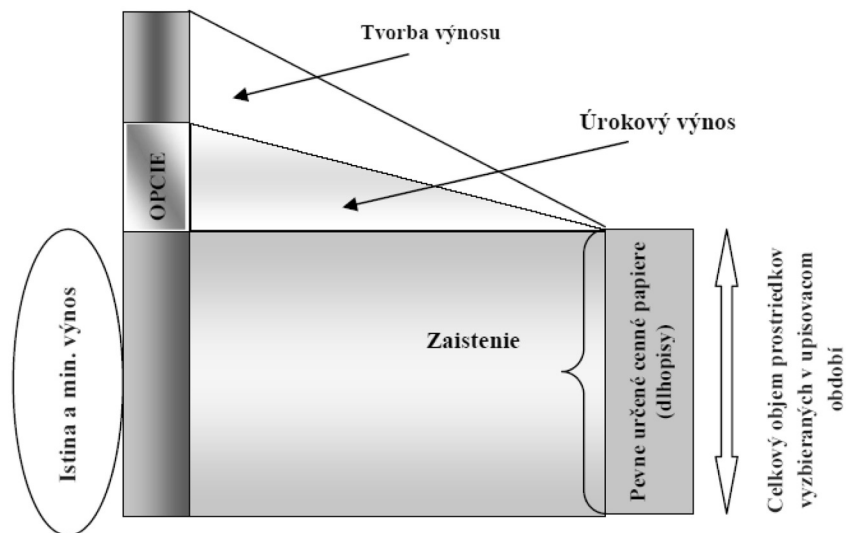 Tvorba výnosu
Úrokový výnos
OPCIE
Istina a min. výnos
Zaistenie
Pevne určené cenné papiere
(dlhopisy)
Celkový objem prostriedkov
vyzbieraných v upisovacom
období